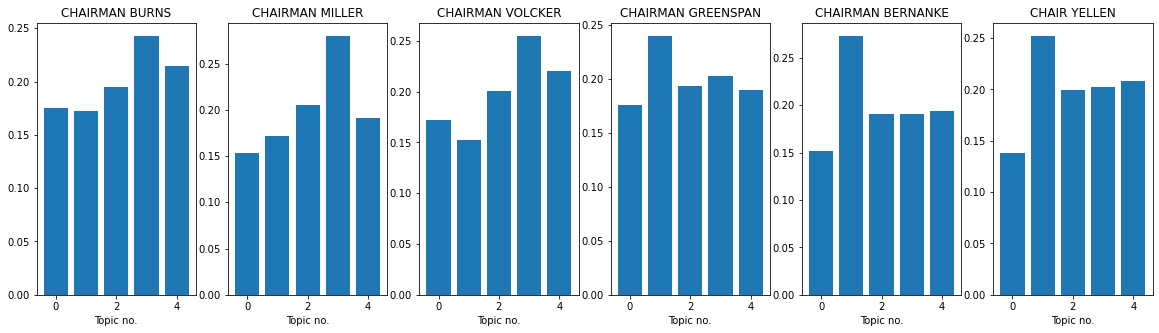 CHAIRMAN BURNS
0.25
0.20
0.15
0.10
0.05
0.00
0 2 4
Topic no.
CHAIRMAN MILLER
0.25
0.20
0.15
0.10
0.05
0.00
0 2 4
Topic no.
CHAIRMAN VOLCKER
0.25
0.20
0.15
0.10
0.05
0.00
0 2 4
Topic no.
CHAIRMAN GREENSPAN
0.25
0.20
0.15
0.10
0.05
0.00
0 2 4
Topic no.
CHAIRMAN BERNANKE
0.25
0.20
0.15
0.10
0.05
0.00
0 2 4
Topic no.
CHAIR YELLEN
0.25
0.20
0.15
0.10
0.05
0.00
0 2 4
Topic no.